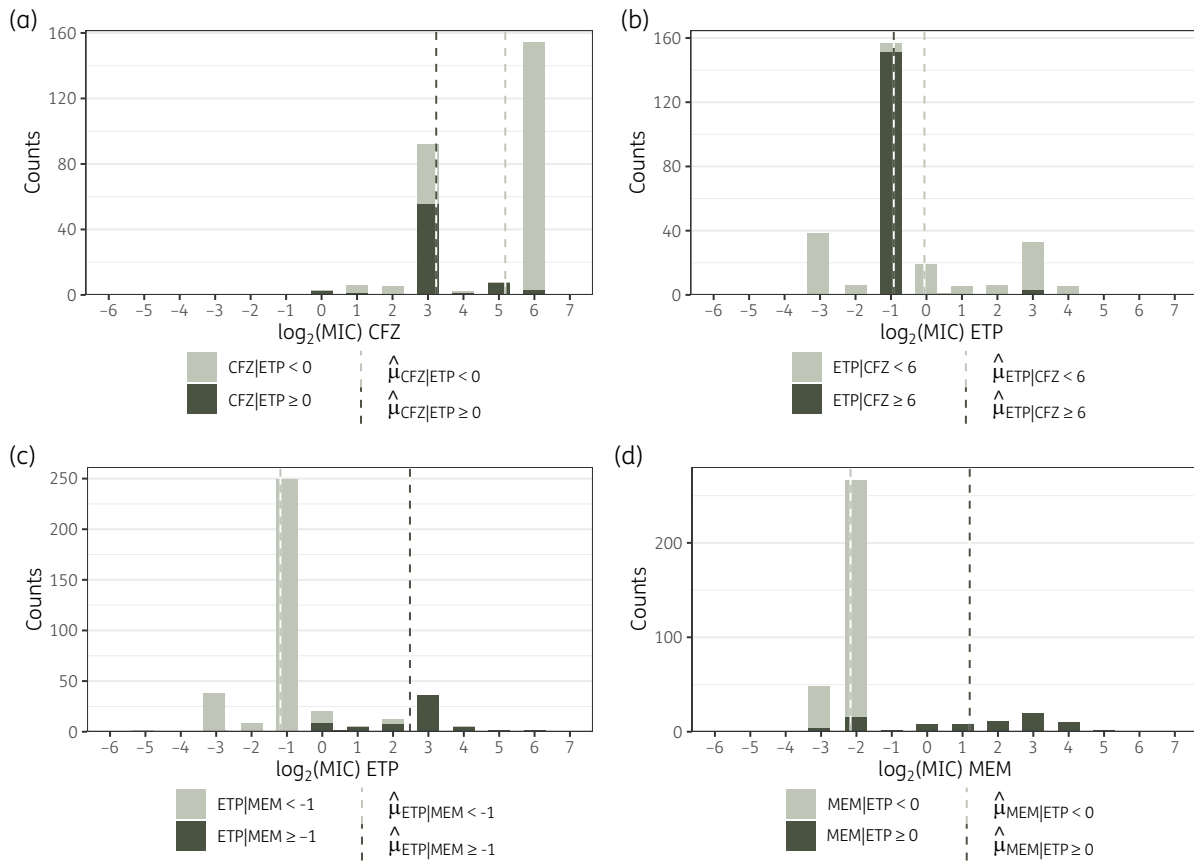 (a)
160
120
80
40
0
Counts
−6 −5 −4 −3 −2 −1 0 1 2 3 4 5 6 7
log₂(MIC) CFZ
CFZ|ETP < 0
μ̂ CFZ|ETP < 0
CFZ|ETP ≥ 0
μ̂ CFZ|ETP ≥ 0
(b)
160
120
80
40
0
Counts
−6 −5 −4 −3 −2 −1 0 1 2 3 4 5 6 7
log₂(MIC) ETP
ETP|CFZ < 6
μ̂ ETP|CFZ < 6
ETP|CFZ ≥ 6
μ̂ ETP|CFZ ≥ 6
(c)
250
200
150
100
50
0
Counts
−6 −5 −4 −3 −2 −1 0 1 2 3 4 5 6 7
log₂(MIC) ETP
ETP|MEM < -1
μ̂ ETP|MEM < -1
ETP|MEM ≥ −1
μ̂ ETP|MEM ≥ -1
(d)
200
100
0
Counts
−6 −5 −4 −3 −2 −1 0 1 2 3 4 5 6 7
log₂(MIC) MEM
MEM|ETP < 0
μ̂ MEM|ETP < 0
MEM|ETP ≥ 0
μ̂ MEM|ETP ≥ 0